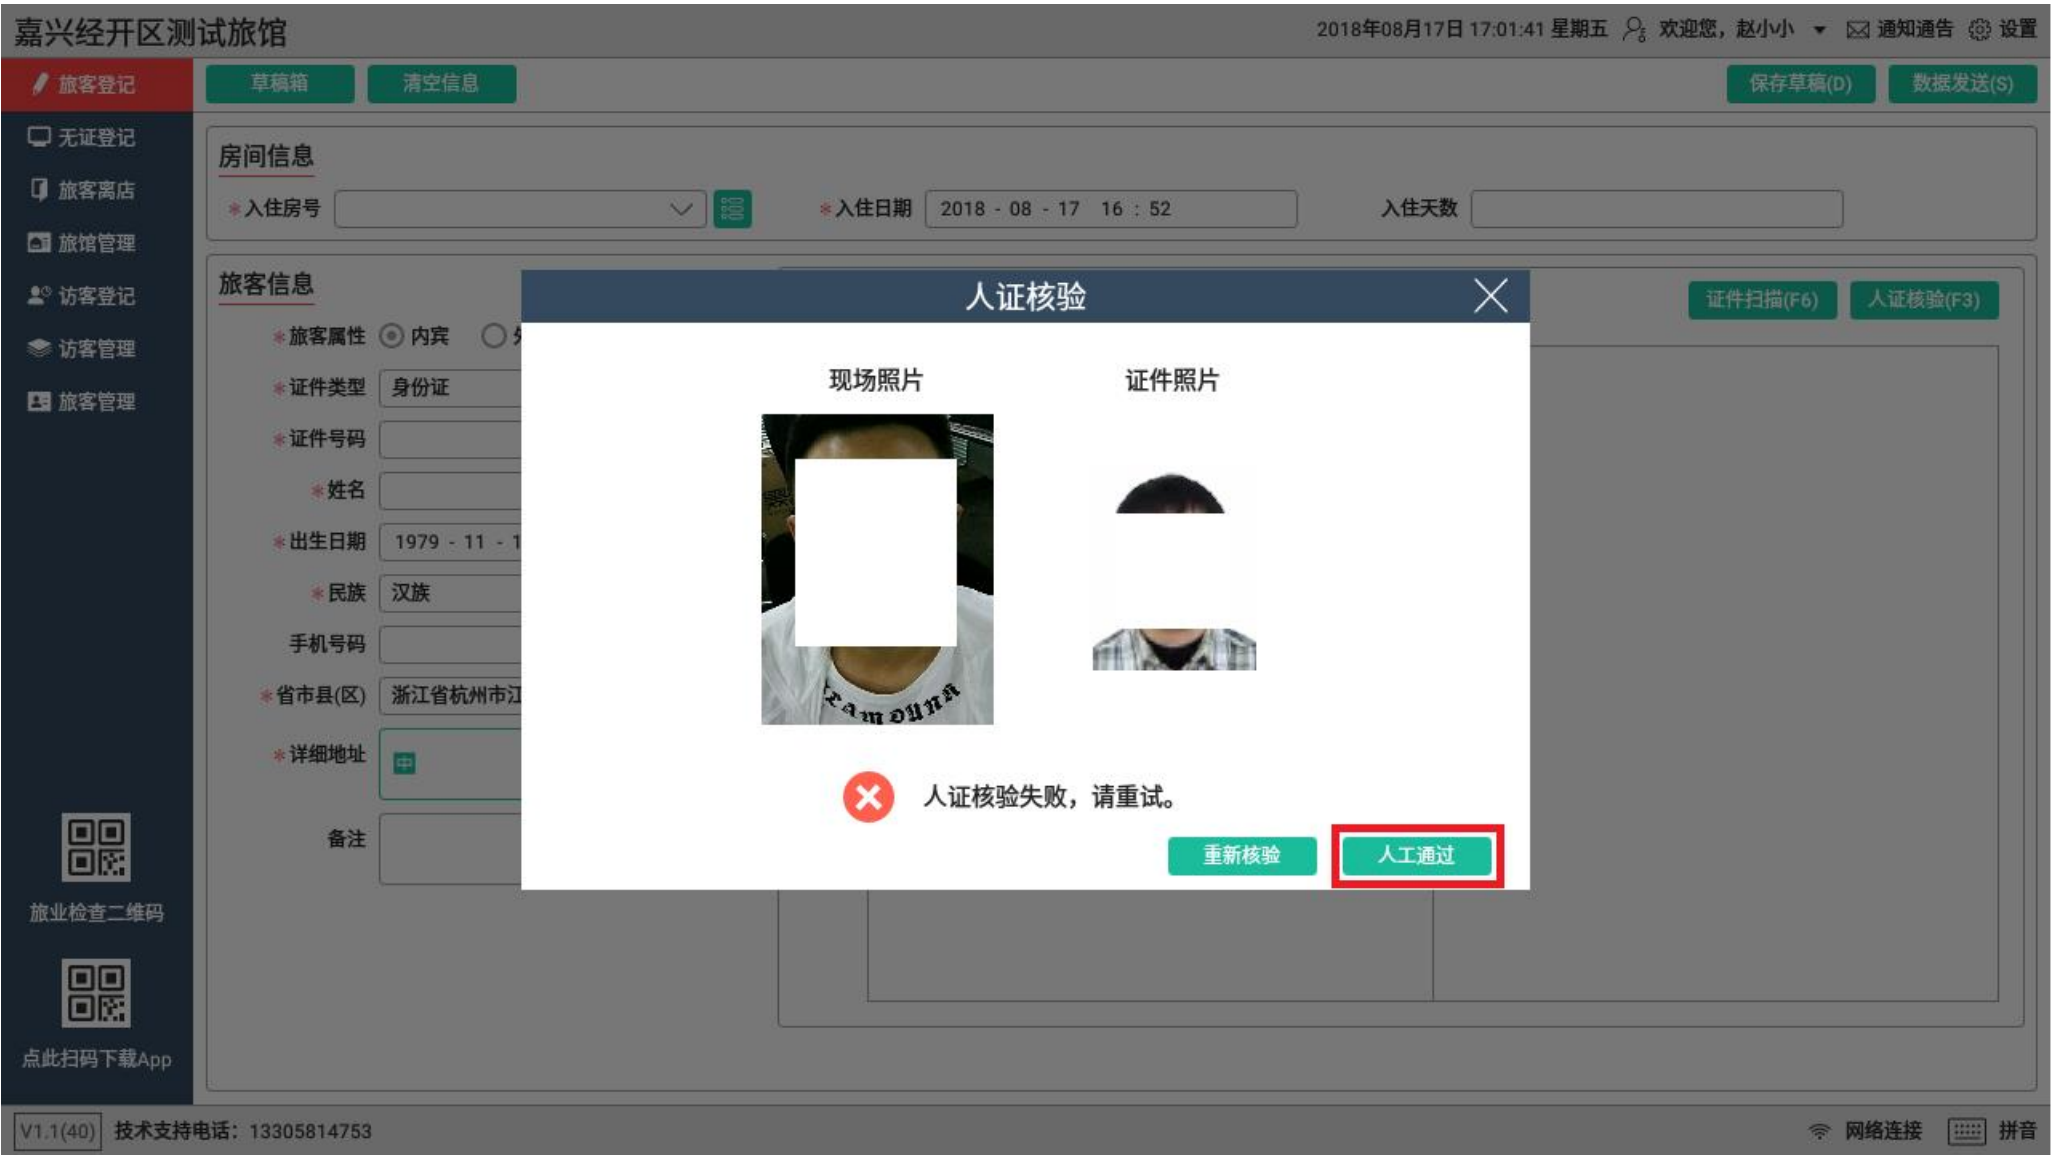 嘉兴经开区测试旅馆
2018年08月17日 17:01:41 星期五 欢迎您，赵小小 通知通告 设置
旅客登记
草稿箱 清空信息 保存草稿(D) 数据发送(S)
无证登记
旅客离店
旅馆管理
访客登记
访客管理
旅客管理
房间信息
*入住房号 *入住日期 2018 - 08 - 17 16 : 52 入住天数
旅客信息
证件扫描(F6) 人证核验(F3)
*旅客属性 内宾
*证件类型 身份证
*证件号码
*姓名
*出生日期 1979 - 11 - 1
*民族 汉族
手机号码
*省市县(区) 浙江省杭州市江
*详细地址 中
备注
人证核验
现场照片 证件照片
人证核验失败，请重试。
重新核验 人工通过
旅业检查二维码
点此扫码下载App
V1.1(40) 技术支持电话：13305814753
网络连接 拼音